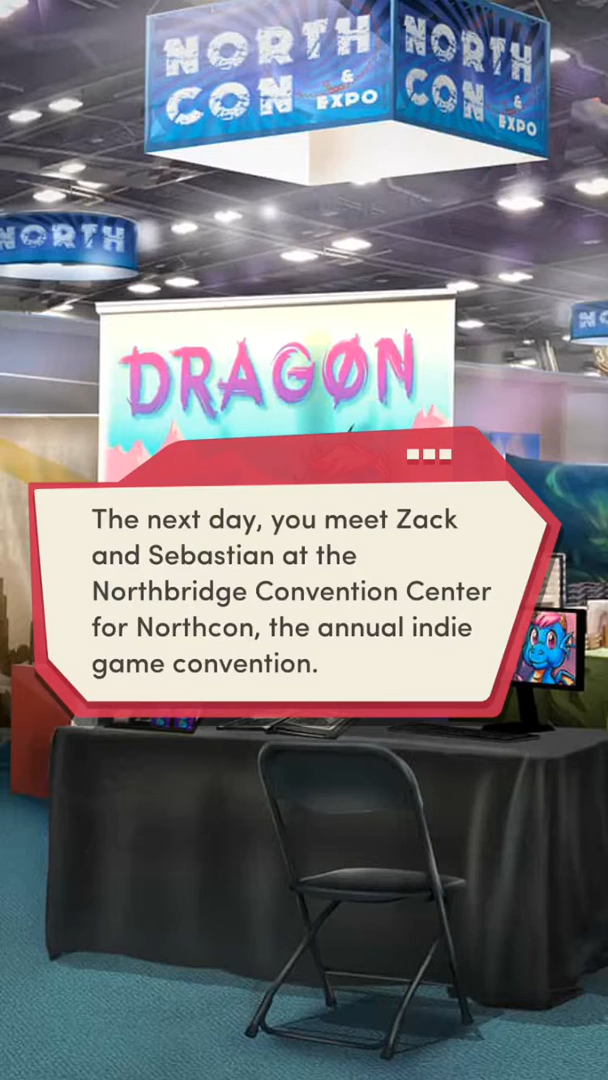 NORTH
CON
&
EXPO
NORTH
CON
&
EXPO
NORTH
DRAGØN
The next day, you meet Zack
and Sebastian at the
Northbridge Convention Center
for Northcon, the annual indie
game convention.